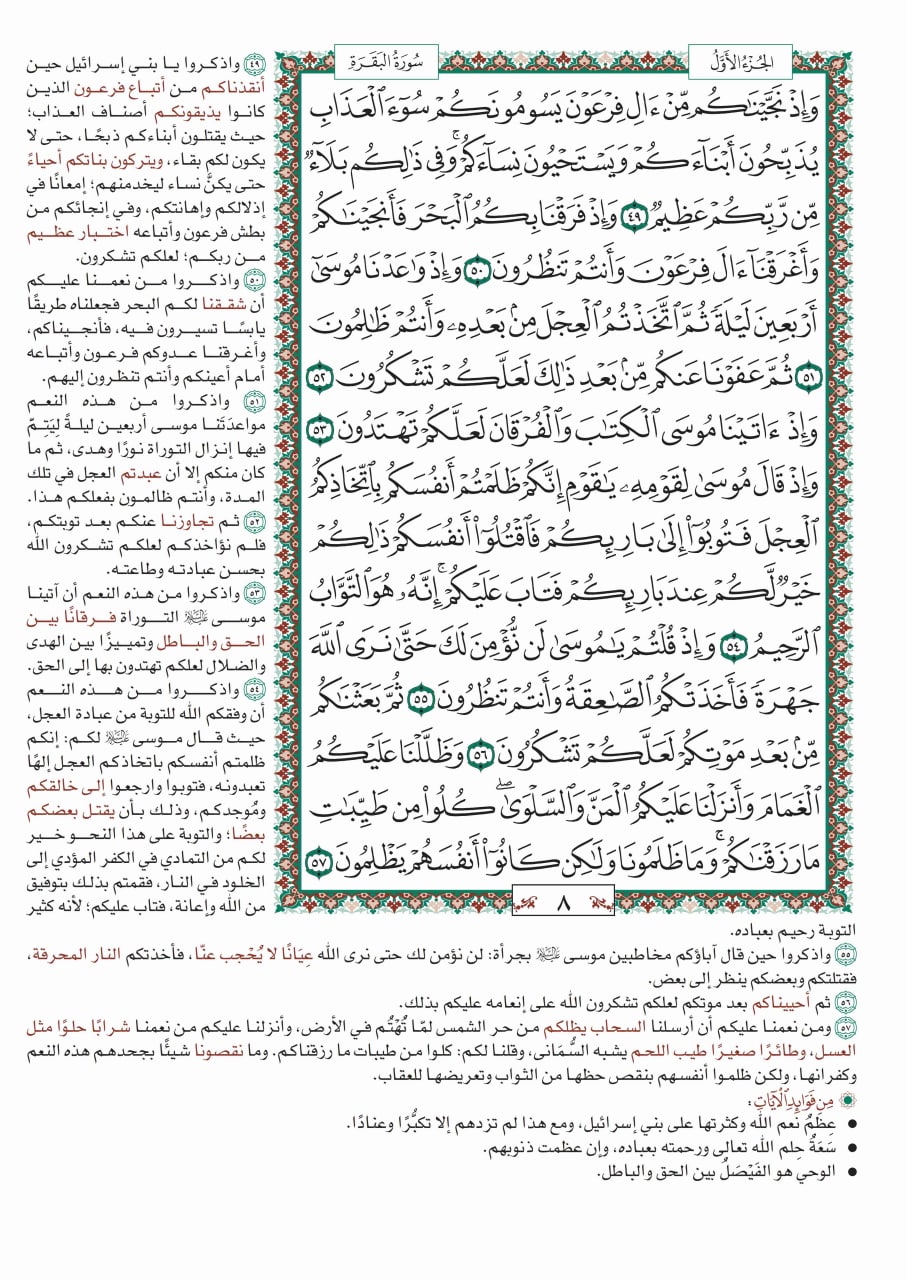 الجُزْءُ الأَوَّلُ
سُورَةُ البَقَرَةِ
وَإِذۡ نَجَّيۡنَٰكُم مِّنۡ ءَالِ فِرۡعَوۡنَ يَسُومُونَكُمۡ سُوٓءَ ٱلۡعَذَابِ
يُذَبِّحُونَ أَبۡنَآءَكُمۡ وَيَسۡتَحۡيُونَ نِسَآءَكُمۡۚ وَفِي ذَٰلِكُم بَلَآءٞ
مِّن رَّبِّكُمۡ عَظِيمٞ ٤٩ وَإِذۡ فَرَقۡنَا بِكُمُ ٱلۡبَحۡرَ فَأَنجَيۡنَٰكُمۡ
وَأَغۡرَقۡنَآ ءَالَ فِرۡعَوۡنَ وَأَنتُمۡ تَنظُرُونَ ٥٠ وَإِذۡ وَٰعَدۡنَا مُوسَىٰٓ
أَرۡبَعِينَ لَيۡلَةٗ ثُمَّ ٱتَّخَذۡتُمُ ٱلۡعِجۡلَ مِنۢ بَعۡدِهِۦ وَأَنتُمۡ ظَٰلِمُونَ
٥١ ثُمَّ عَفَوۡنَا عَنكُم مِّنۢ بَعۡدِ ذَٰلِكَ لَعَلَّكُمۡ تَشۡكُرُونَ ٥٢
وَإِذۡ ءَاتَيۡنَا مُوسَى ٱلۡكِتَٰبَ وَٱلۡفُرۡقَانَ لَعَلَّكُمۡ تَهۡتَدُونَ ٥٣
وَإِذۡ قَالَ مُوسَىٰ لِقَوۡمِهِۦ يَٰقَوۡمِ إِنَّكُمۡ ظَلَمۡتُمۡ أَنفُسَكُم بِٱتِّخَاذِكُمُ
ٱلۡعِجۡلَ فَتُوبُوٓاْ إِلَىٰ بَارِئِكُمۡ فَٱقۡتُلُوٓاْ أَنفُسَكُمۡ ذَٰلِكُمۡ
خَيۡرٞ لَّكُمۡ عِندَ بَارِئِكُمۡ فَتَابَ عَلَيۡكُمۡۚ إِنَّهُۥ هُوَ ٱلتَّوَّابُ
ٱلرَّحِيمُ ٥٤ وَإِذۡ قُلۡتُمۡ يَٰمُوسَىٰ لَن نُّؤۡمِنَ لَكَ حَتَّىٰ نَرَى ٱللَّهَ
جَهۡرَةٗ فَأَخَذَتۡكُمُ ٱلصَّٰعِقَةُ وَأَنتُمۡ تَنظُرُونَ ٥٥ ثُمَّ بَعَثۡنَٰكُم
مِّنۢ بَعۡدِ مَوۡتِكُمۡ لَعَلَّكُمۡ تَشۡكُرُونَ ٥٦ وَظَلَّلۡنَا عَلَيۡكُمُ
ٱلۡغَمَامَ وَأَنزَلۡنَا عَلَيۡكُمُ ٱلۡمَنَّ وَٱلسَّلۡوَىٰۖ كُلُواْ مِن طَيِّبَٰتِ
مَا رَزَقۡنَٰكُمۡۚ وَمَا ظَلَمُونَا وَلَٰكِن كَانُوٓاْ أَنفُسَهُمۡ يَظۡلِمُونَ ٥٧
٨
٤٩ واذكروا يا بني إسرائيل حين
أنقذناكم من أتباع فرعون الذين
كانوا يذيقونكم أصناف العذاب؛
حيث يقتلون أبناءكم ذبحًا، حتى لا
يكون لكم بقاء، ويتركون بناتكم أحياءً
حتى يكنَّ نساء ليخدمنهم؛ إمعانًا في
إذلالكم وإهانتكم، وفي إنجائكم من
بطش فرعون وأتباعه اختبار عظيم
من ربكم؛ لعلكم تشكرون.
٥٠ واذكروا من نعمنا عليكم
أن شققنا لكم البحر فجعلناه طريقًا
يابسًا تسيرون فيه، فأنجيناكم،
وأغرقنا عدوكم فرعون وأتباعه
أمام أعينكم وأنتم تنظرون إليهم.
٥١ واذكروا من هذه النعم
مواعدَتَنا موسى أربعين ليلةً ليَتِمّ
فيها إنزال التوراة نورًا وهدى، ثم ما
كان منكم إلا أن عبدتم العجل في تلك
المدة، وأنتم ظالمون بفعلكم هذا.
٥٢ ثم تجاوزنا عنكم بعد توبتكم،
فلم نؤاخذكم لعلكم تشكرون الله
بحسن عبادته وطاعته.
٥٣ واذكروا من هذه النعم أن آتينا
موسى ﷺ التوراة فرقانًا بين
الحق والباطل وتمييزًا بين الهدى
والضلال لعلكم تهتدون بها إلى الحق.
٥٤ واذكروا من هذه النعم
أن وفقكم الله للتوبة من عبادة العجل،
حيث قال موسى ﷺ لكم: إنكم
ظلمتم أنفسكم باتخاذكم العجل إلهًا
تعبدونه، فتوبوا وارجعوا إلى خالقكم
ومُوجدكم، وذلك بأن يقتل بعضكم
بعضًا؛ والتوبة على هذا النحو خير
لكم من التمادي في الكفر المؤدي إلى
الخلود في النار، فقمتم بذلك بتوفيق
من الله وإعانة، فتاب عليكم؛ لأنه كثير
التوبة رحيم بعباده.
٥٥ واذكروا حين قال آباؤكم مخاطبين موسى ﷺ بجرأة: لن نؤمن لك حتى نرى الله عِيَانًا لا يُحْجب عنّا، فأخذتكم النار المحرقة،
فقتلتكم وبعضكم ينظر إلى بعض.
٥٦ ثم أحييناكم بعد موتكم لعلكم تشكرون الله على إنعامه عليكم بذلك.
٥٧ ومن نعمنا عليكم أن أرسلنا السحاب يظلكم من حر الشمس لمّا تُهْتُم في الأرض، وأنزلنا عليكم من نعمنا شرابًا حلوًا مثل
العسل، وطائرًا صغيرًا طيب اللحم يشبه السُّمَانى، وقلنا لكم: كلوا من طيبات ما رزقناكم. وما نقصونا شيئًا بجحدهم هذه النعم
وكفرانها، ولكن ظلموا أنفسهم بنقص حظها من الثواب وتعريضها للعقاب.
مِن فَوَائِدِ الآيَاتِ:
● عِظَمُ نعم الله وكثرتها على بني إسرائيل، ومع هذا لم تزدهم إلا تكبُّرًا وعنادًا.
● سَعَةُ حِلم الله تعالى ورحمته بعباده، وإن عظمت ذنوبهم.
● الوحي هو الفَيْصَلُ بين الحق والباطل.